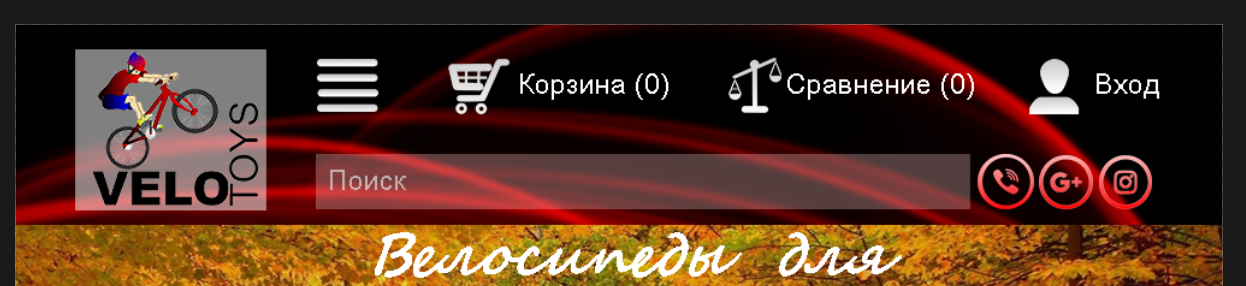 VELO TOYS
Корзина (0)
Сравнение (0)
Вход
Поиск
G+
Велосипеды для